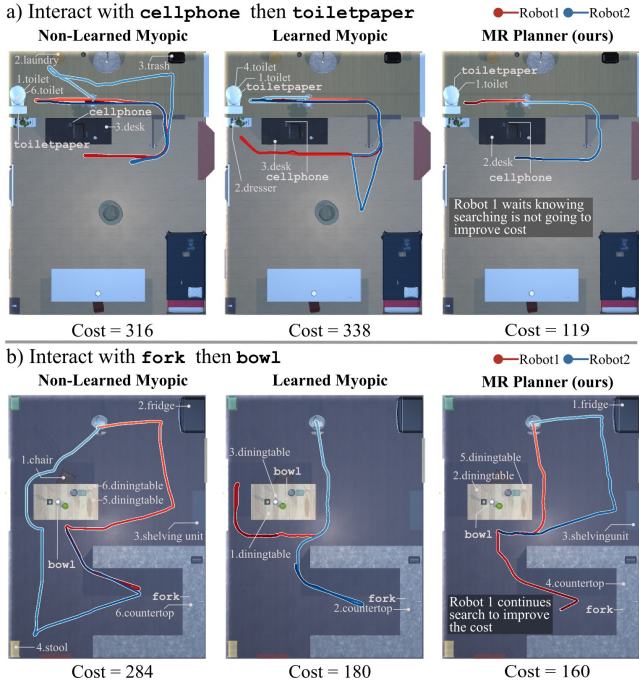 a) Interact with cellphone then toiletpaper
Robot1 Robot2
Non-Learned Myopic
Learned Myopic
MR Planner (ours)
2.laundry
3.trash
1.toilet
6.toilet
cellphone
3.desk
toiletpaper
4.toilet
1.toilet
toiletpaper
3.desk
cellphone
2.dresser
toiletpaper
1.toilet
2.desk
cellphone
Robot 1 waits knowing
searching is not going to
improve cost
Cost = 316
Cost = 338
Cost = 119
b) Interact with fork then bowl
Robot1 Robot2
Non-Learned Myopic
Learned Myopic
MR Planner (ours)
2.fridge
1.chair
6.diningtable
5.diningtable
3.shelving unit
bowl
fork
6.countertop
4.stool
3.diningtable
bowl
1.diningtable
fork
2.countertop
1.fridge
5.diningtable
2.diningtable
bowl
3.shelvingunit
4.countertop
fork
Robot 1 continues
search to improve
the cost
Cost = 284
Cost = 180
Cost = 160